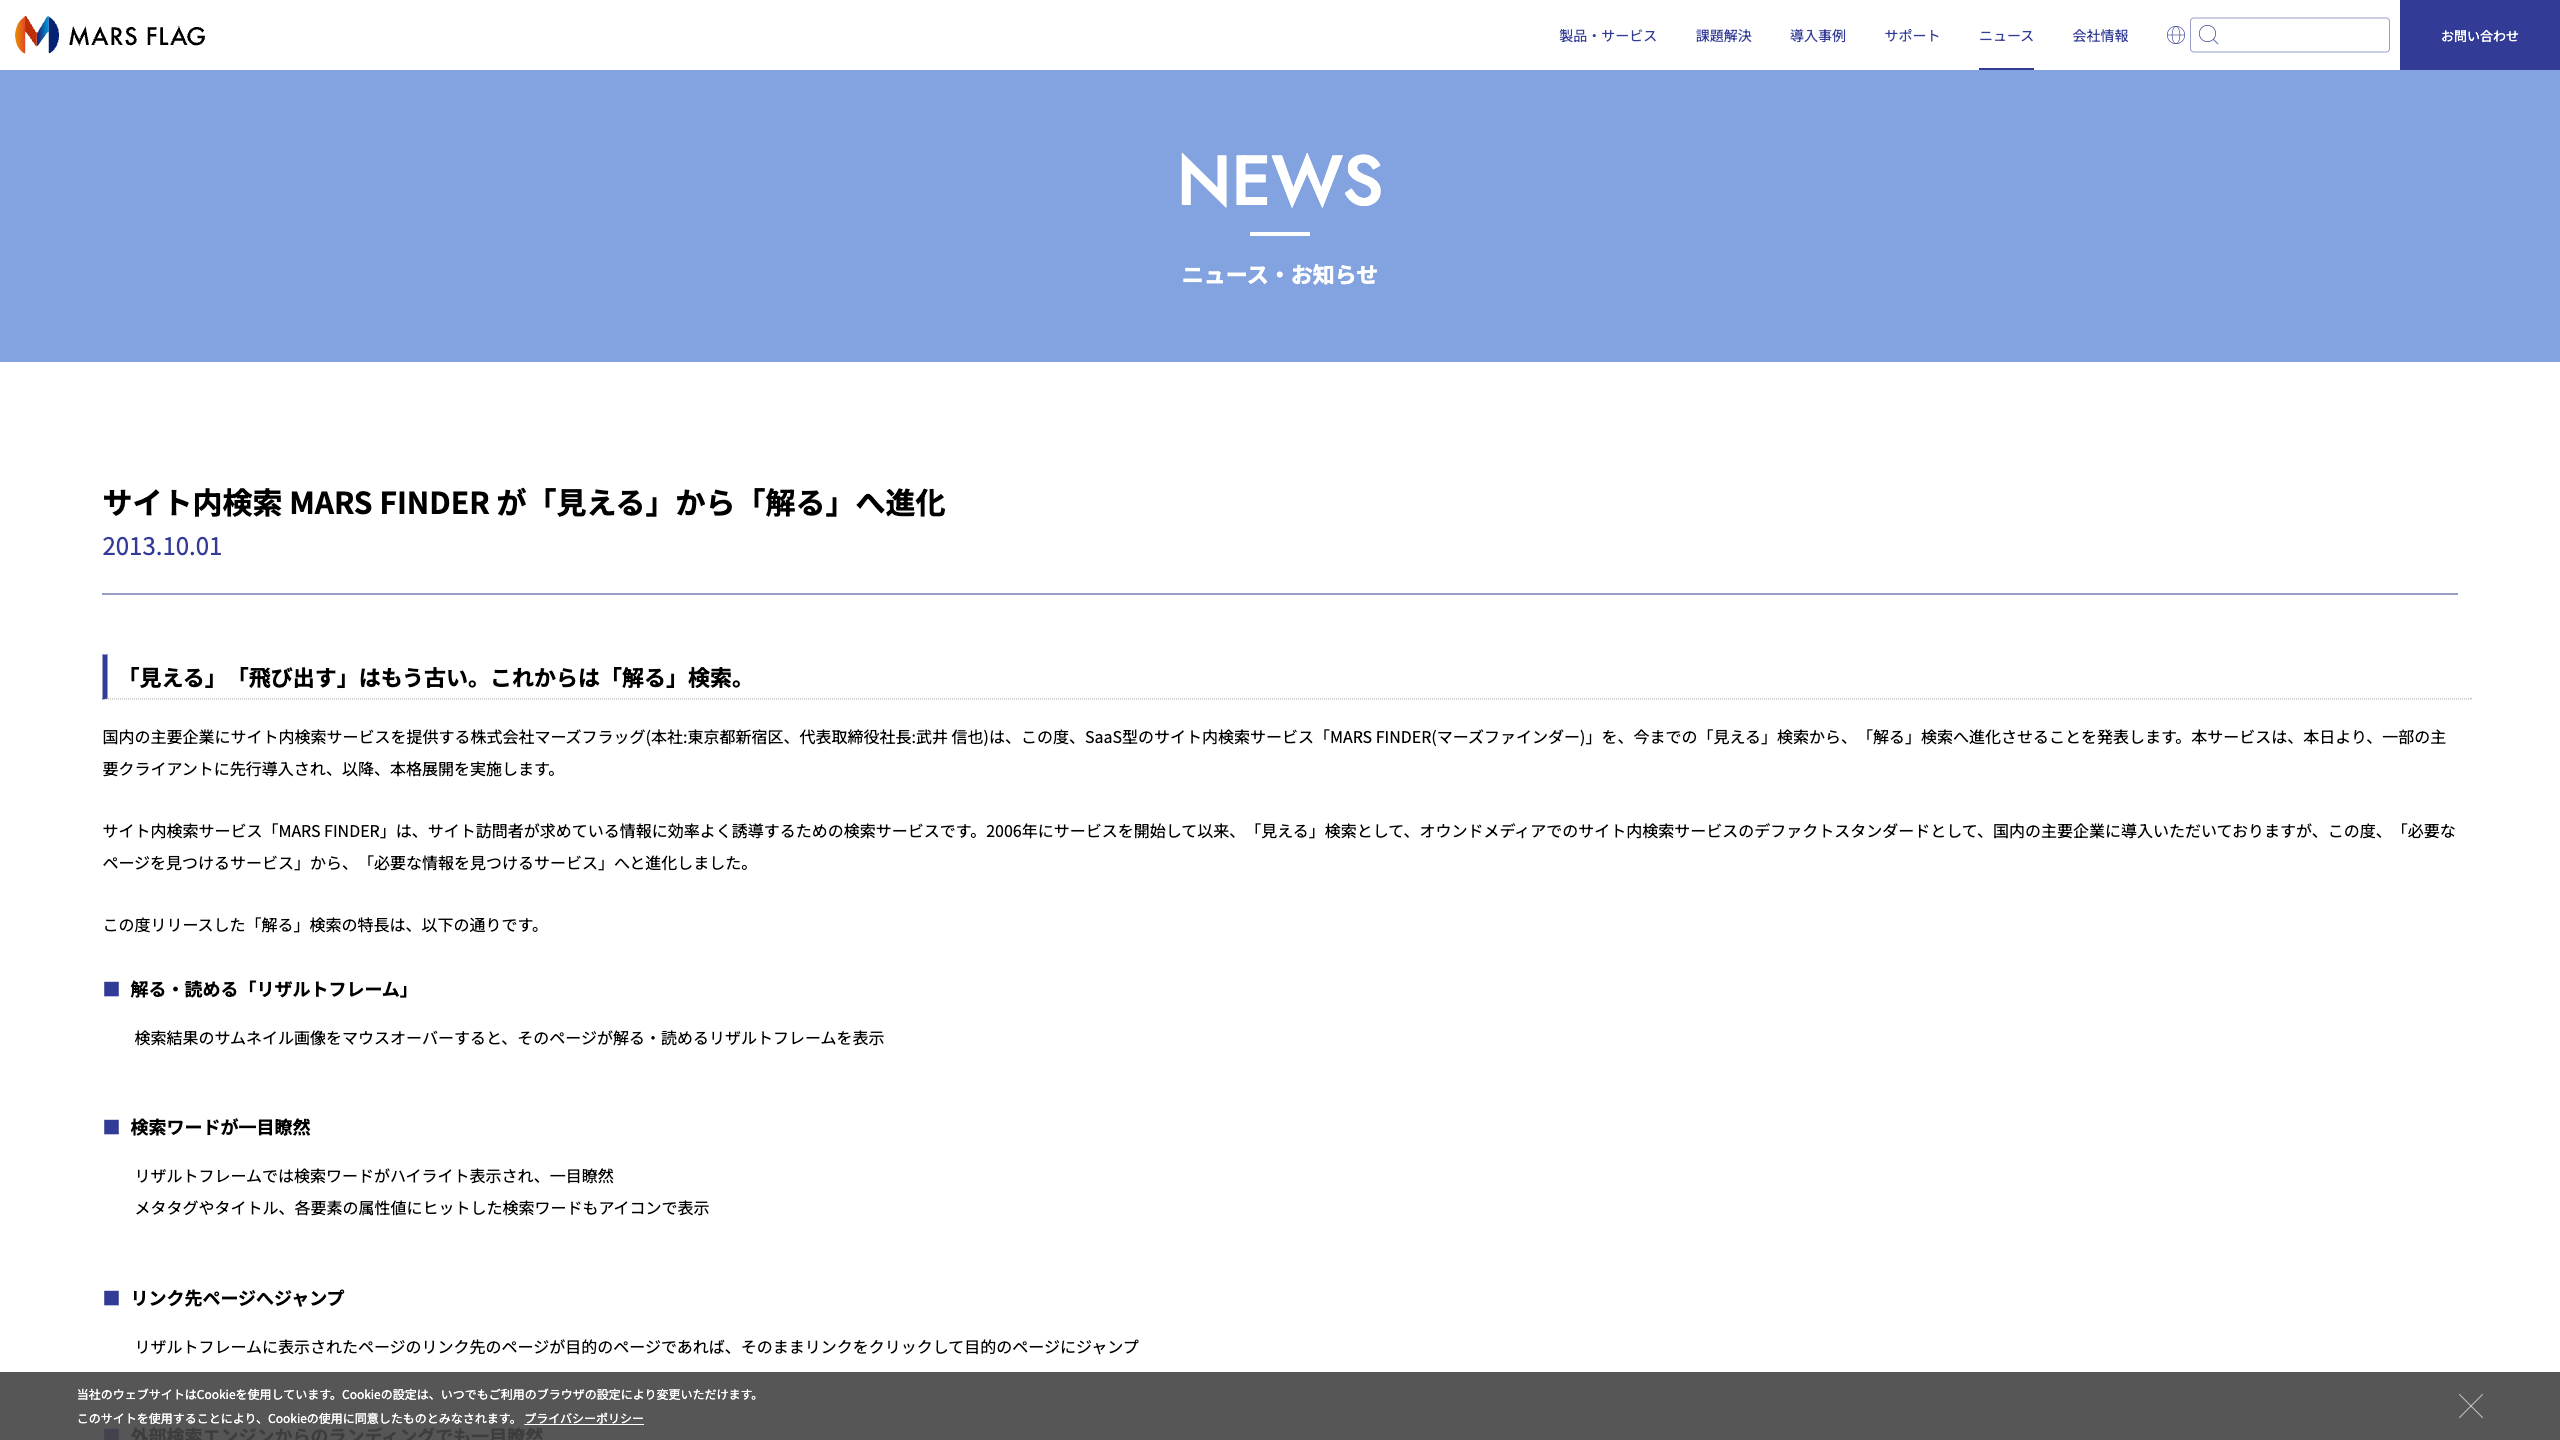 MARS FLAG
製品・サービス 課題解決 導入事例 サポート ニュース 会社情報 お問い合わせ
NEWS
ニュース・お知らせ
サイト内検索 MARS FINDER が「見える」から「解る」へ進化
2013.10.01
「見える」「飛び出す」はもう古い。これからは「解る」検索。
国内の主要企業にサイト内検索サービスを提供する株式会社マーズフラッグ(本社:東京都新宿区、代表取締役社長:武井 信也)は、この度、SaaS型のサイト内検索サービス「MARS FINDER(マーズファインダー)」を、今までの「見える」検索から、「解る」検索へ進化させることを発表します。本サービスは、本日より、一部の主
要クライアントに先行導入され、以降、本格展開を実施します。
サイト内検索サービス「MARS FINDER」は、サイト訪問者が求めている情報に効率よく誘導するための検索サービスです。2006年にサービスを開始して以来、「見える」検索として、オウンドメディアでのサイト内検索サービスのデファクトスタンダードとして、国内の主要企業に導入いただいておりますが、この度、「必要な
ページを見つけるサービス」から、「必要な情報を見つけるサービス」へと進化しました。
この度リリースした「解る」検索の特長は、以下の通りです。
■ 解る・読める「リザルトフレーム」
検索結果のサムネイル画像をマウスオーバーすると、そのページが解る・読めるリザルトフレームを表示
■ 検索ワードが一目瞭然
リザルトフレームでは検索ワードがハイライト表示され、一目瞭然
メタタグやタイトル、各要素の属性値にヒットした検索ワードもアイコンで表示
■ リンク先ページへジャンプ
リザルトフレームに表示されたページのリンク先のページが目的のページであれば、そのままリンクをクリックして目的のページにジャンプ
当社のウェブサイトはCookieを使用しています。Cookieの設定は、いつでもご利用のブラウザの設定により変更いただけます。
このサイトを使用することにより、Cookieの使用に同意したものとみなされます。 プライバシーポリシー
■ 外部検索エンジンからのランディングでも一目瞭然